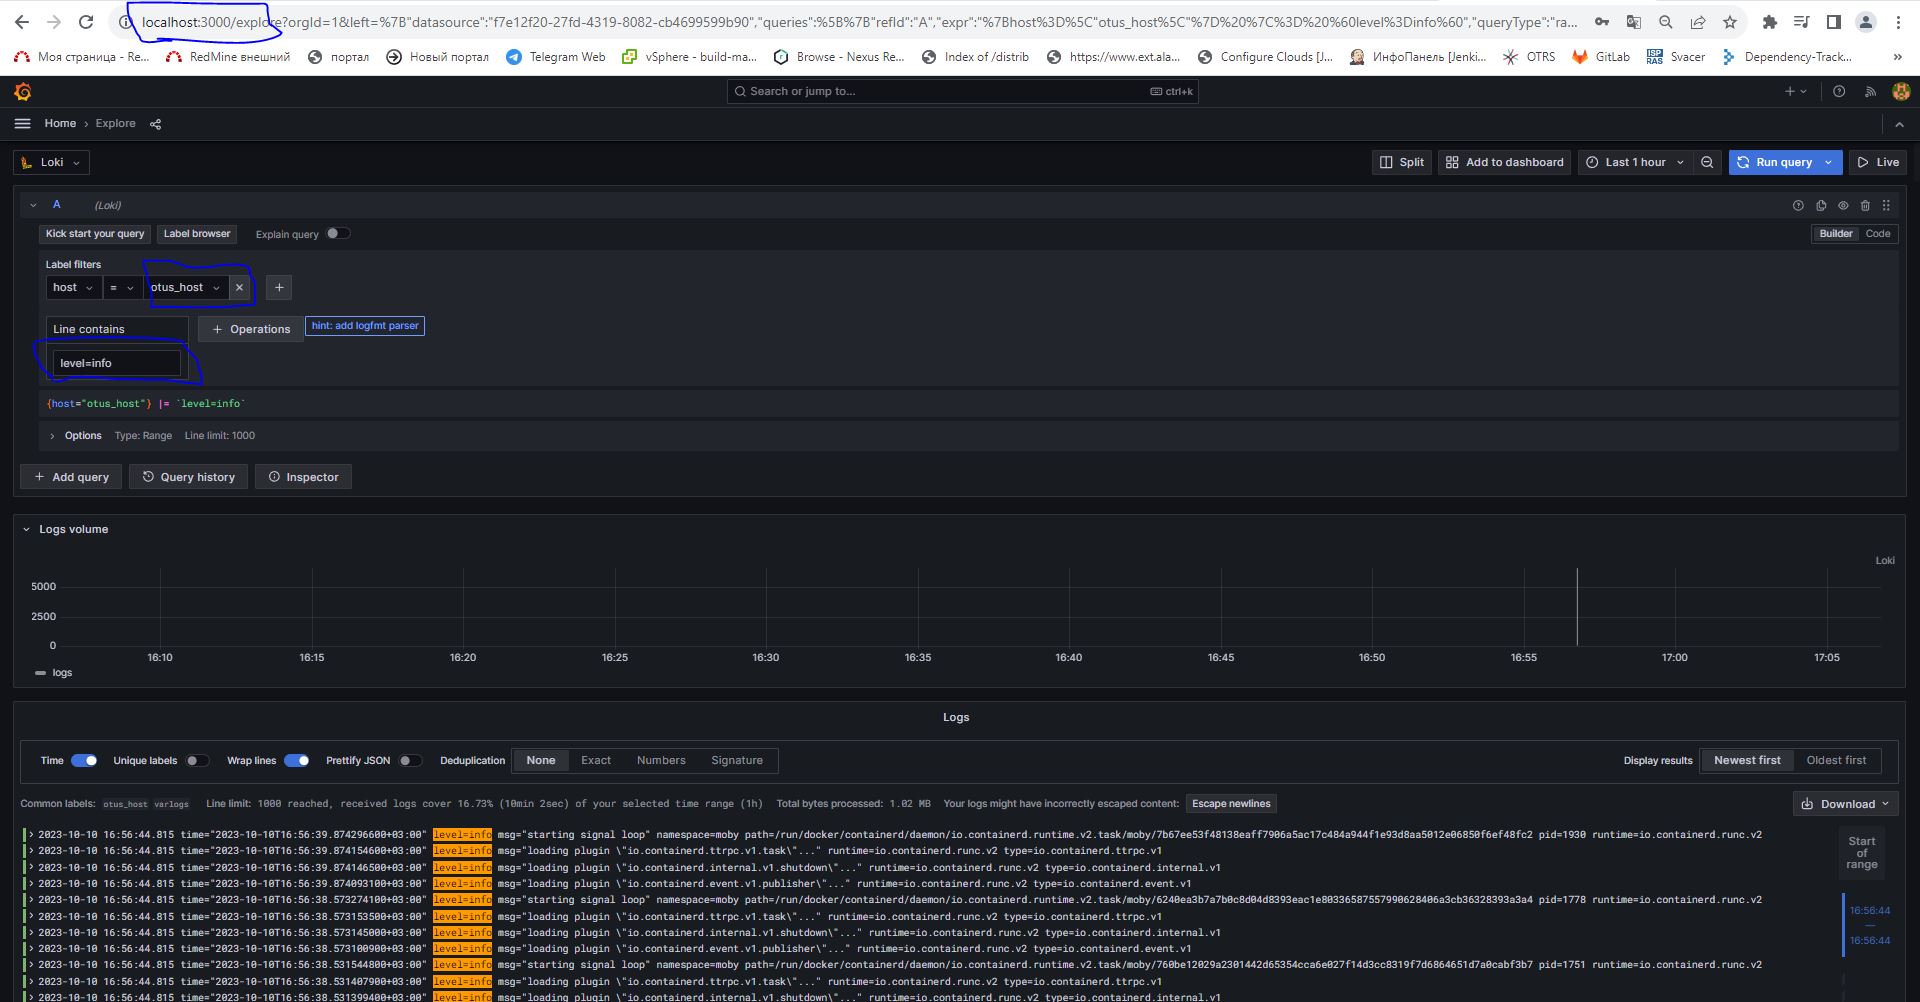 localhost:3000/explore?orgId=1&left=%7B"datasource":"f7e12f20-27fd-4319-8082-cb4699599b90","queries":%5B%7B"refId":"A","expr":"%7Bhost%3D%5C"otus_host%5C"%7D%20%7C%3D%20%60level%3Dinfo%60","queryType":"ra...
Моя страница - Re... RedMine внешний портал Новый портал Telegram Web vSphere - build-ma... Browse - Nexus Re... Index of /distrib https://www.ext.ala... Configure Clouds [J... ИнфоПанель [Jenki... OTRS GitLab ISP RAS Svacer Dependency-Track... »
Search or jump to... ctrl+k
Home › Explore
Loki Split Add to dashboard Last 1 hour Run query Live
A (Loki)
Kick start your query Label browser Explain query Builder Code
Label filters
host = otus_host × +
Line contains + Operations hint: add logfmt parser
level=info
{host="otus_host"} |= `level=info`
Options Type: Range Line limit: 1000
+ Add query Query history Inspector
Logs volume
Loki
5000
2500
0
16:10 16:15 16:20 16:25 16:30 16:35 16:40 16:45 16:50 16:55 17:00 17:05
logs
Logs
Time Unique labels Wrap lines Prettify JSON Deduplication None Exact Numbers Signature Display results Newest first Oldest first
Common labels: otus_host varlogs Line limit: 1000 reached, received logs cover 16.73% (10min 2sec) of your selected time range (1h) Total bytes processed: 1.02 MB Your logs might have incorrectly escaped content: Escape newlines Download
2023-10-10 16:56:44.815 time="2023-10-10T16:56:39.874296600+03:00" level=info msg="starting signal loop" namespace=moby path=/run/docker/containerd/daemon/io.containerd.runtime.v2.task/moby/7b67ee53f48138eaff7906a5ac17c484a944f1e93d8aa5012e06850f6ef48fc2 pid=1930 runtime=io.containerd.runc.v2
2023-10-10 16:56:44.815 time="2023-10-10T16:56:39.874154600+03:00" level=info msg="loading plugin \"io.containerd.ttrpc.v1.task\"..." runtime=io.containerd.runc.v2 type=io.containerd.ttrpc.v1
2023-10-10 16:56:44.815 time="2023-10-10T16:56:39.874146500+03:00" level=info msg="loading plugin \"io.containerd.internal.v1.shutdown\"..." runtime=io.containerd.runc.v2 type=io.containerd.internal.v1
2023-10-10 16:56:44.815 time="2023-10-10T16:56:39.874093100+03:00" level=info msg="loading plugin \"io.containerd.event.v1.publisher\"..." runtime=io.containerd.runc.v2 type=io.containerd.event.v1
2023-10-10 16:56:44.815 time="2023-10-10T16:56:38.573274100+03:00" level=info msg="starting signal loop" namespace=moby path=/run/docker/containerd/daemon/io.containerd.runtime.v2.task/moby/6240ea3b7a7b0c8d04d8393eac1e80336587557990628406a3cb36328393a3a4 pid=1778 runtime=io.containerd.runc.v2
2023-10-10 16:56:44.815 time="2023-10-10T16:56:38.573153500+03:00" level=info msg="loading plugin \"io.containerd.ttrpc.v1.task\"..." runtime=io.containerd.runc.v2 type=io.containerd.ttrpc.v1
2023-10-10 16:56:44.815 time="2023-10-10T16:56:38.573145000+03:00" level=info msg="loading plugin \"io.containerd.internal.v1.shutdown\"..." runtime=io.containerd.runc.v2 type=io.containerd.internal.v1
2023-10-10 16:56:44.815 time="2023-10-10T16:56:38.573100900+03:00" level=info msg="loading plugin \"io.containerd.event.v1.publisher\"..." runtime=io.containerd.runc.v2 type=io.containerd.event.v1
2023-10-10 16:56:44.815 time="2023-10-10T16:56:38.531544800+03:00" level=info msg="starting signal loop" namespace=moby path=/run/docker/containerd/daemon/io.containerd.runtime.v2.task/moby/760be12029a2301442d65354cca6e027f14d3cc8319f7d6864651d7a0cabf3b7 pid=1751 runtime=io.containerd.runc.v2
2023-10-10 16:56:44.815 time="2023-10-10T16:56:38.531407900+03:00" level=info msg="loading plugin \"io.containerd.ttrpc.v1.task\"..." runtime=io.containerd.runc.v2 type=io.containerd.ttrpc.v1
2023-10-10 16:56:44.815 time="2023-10-10T16:56:38.531399400+03:00" level=info msg="loading plugin \"io.containerd.internal.v1.shutdown\"..." runtime=io.containerd.runc.v2 type=io.containerd.internal.v1
Start
of
range
16:56:44
—
16:56:44